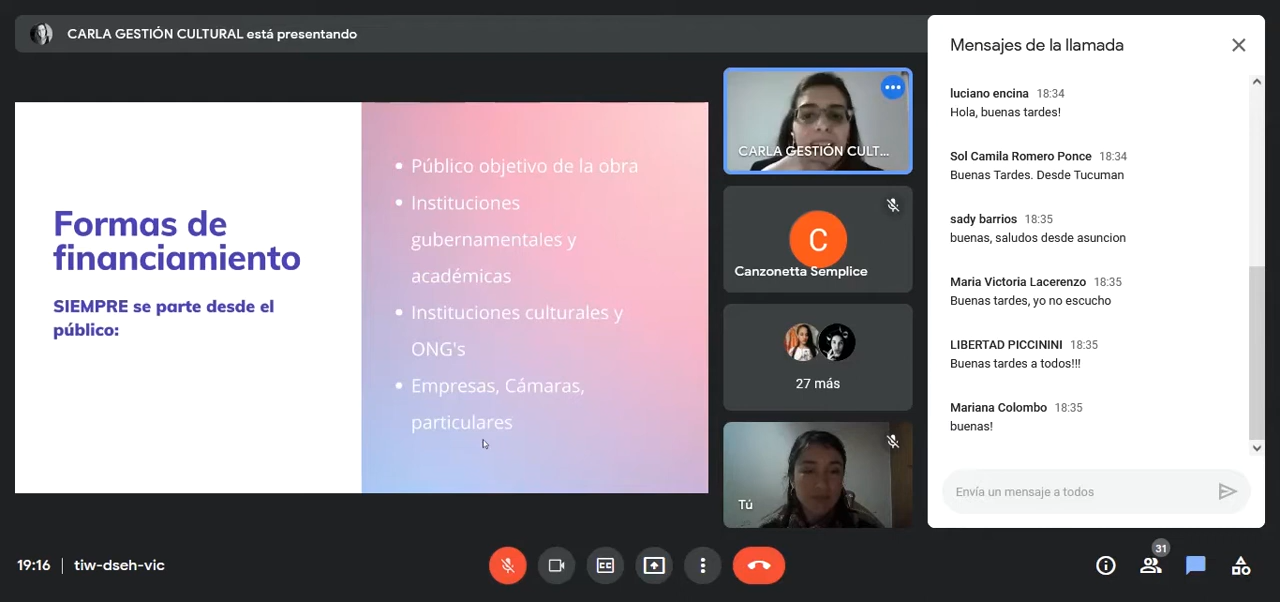 CARLA GESTIÓN CULTURAL está presentando
Formas de
financiamiento
SIEMPRE se parte desde el
público:
• Público objetivo de la obra
• Instituciones
gubernamentales y
académicas
• Instituciones culturales y
ONG's
• Empresas, Cámaras,
particulares
CARLA GESTIÓN CULT...
C
Canzonetta Semplice
27 más
Tú
Mensajes de la llamada
luciano encina 18:34
Hola, buenas tardes!
Sol Camila Romero Ponce 18:34
Buenas Tardes. Desde Tucuman
sady barrios 18:35
buenas, saludos desde asuncion
Maria Victoria Lacerenzo 18:35
Buenas tardes, yo no escucho
LIBERTAD PICCININI 18:35
Buenas tardes a todos!!!
Mariana Colombo 18:35
buenas!
Envía un mensaje a todos
19:16 | tiw-dseh-vic
CC
31